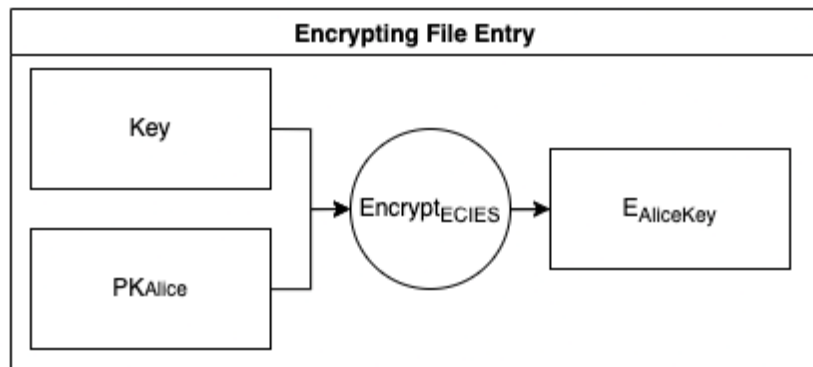 Encrypting File Entry
Key
PKAlice
EncryptECIES
EAliceKey